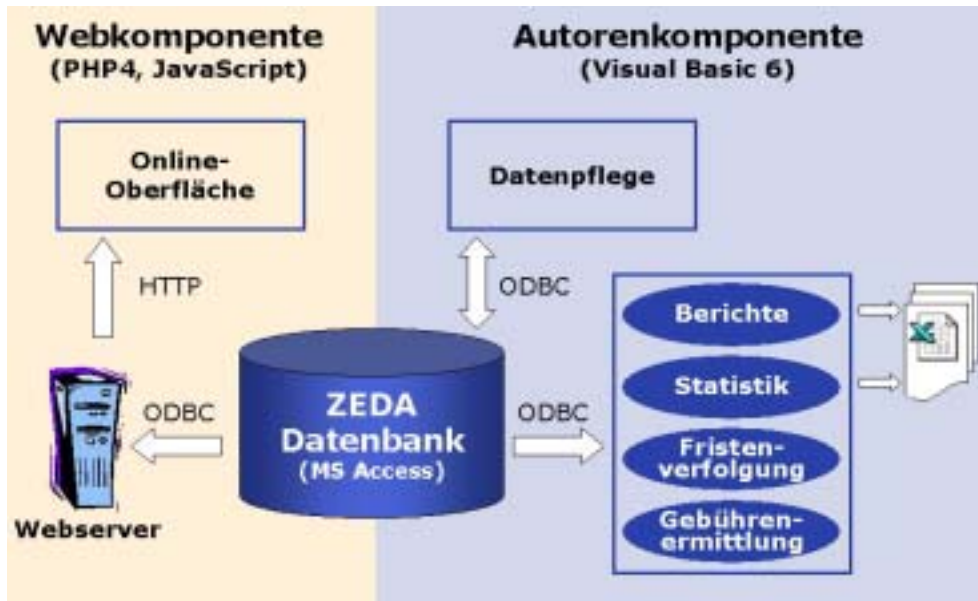 Webkomponente
(PHP4, JavaScript)
Online-
Oberfläche
HTTP
ODBC
Webserver
ZEDA
Datenbank
(MS Access)
Autorenkomponente
(Visual Basic 6)
Datenpflege
ODBC
ODBC
Berichte
Statistik
Fristen-
verfolgung
Gebühren-
ermittlung